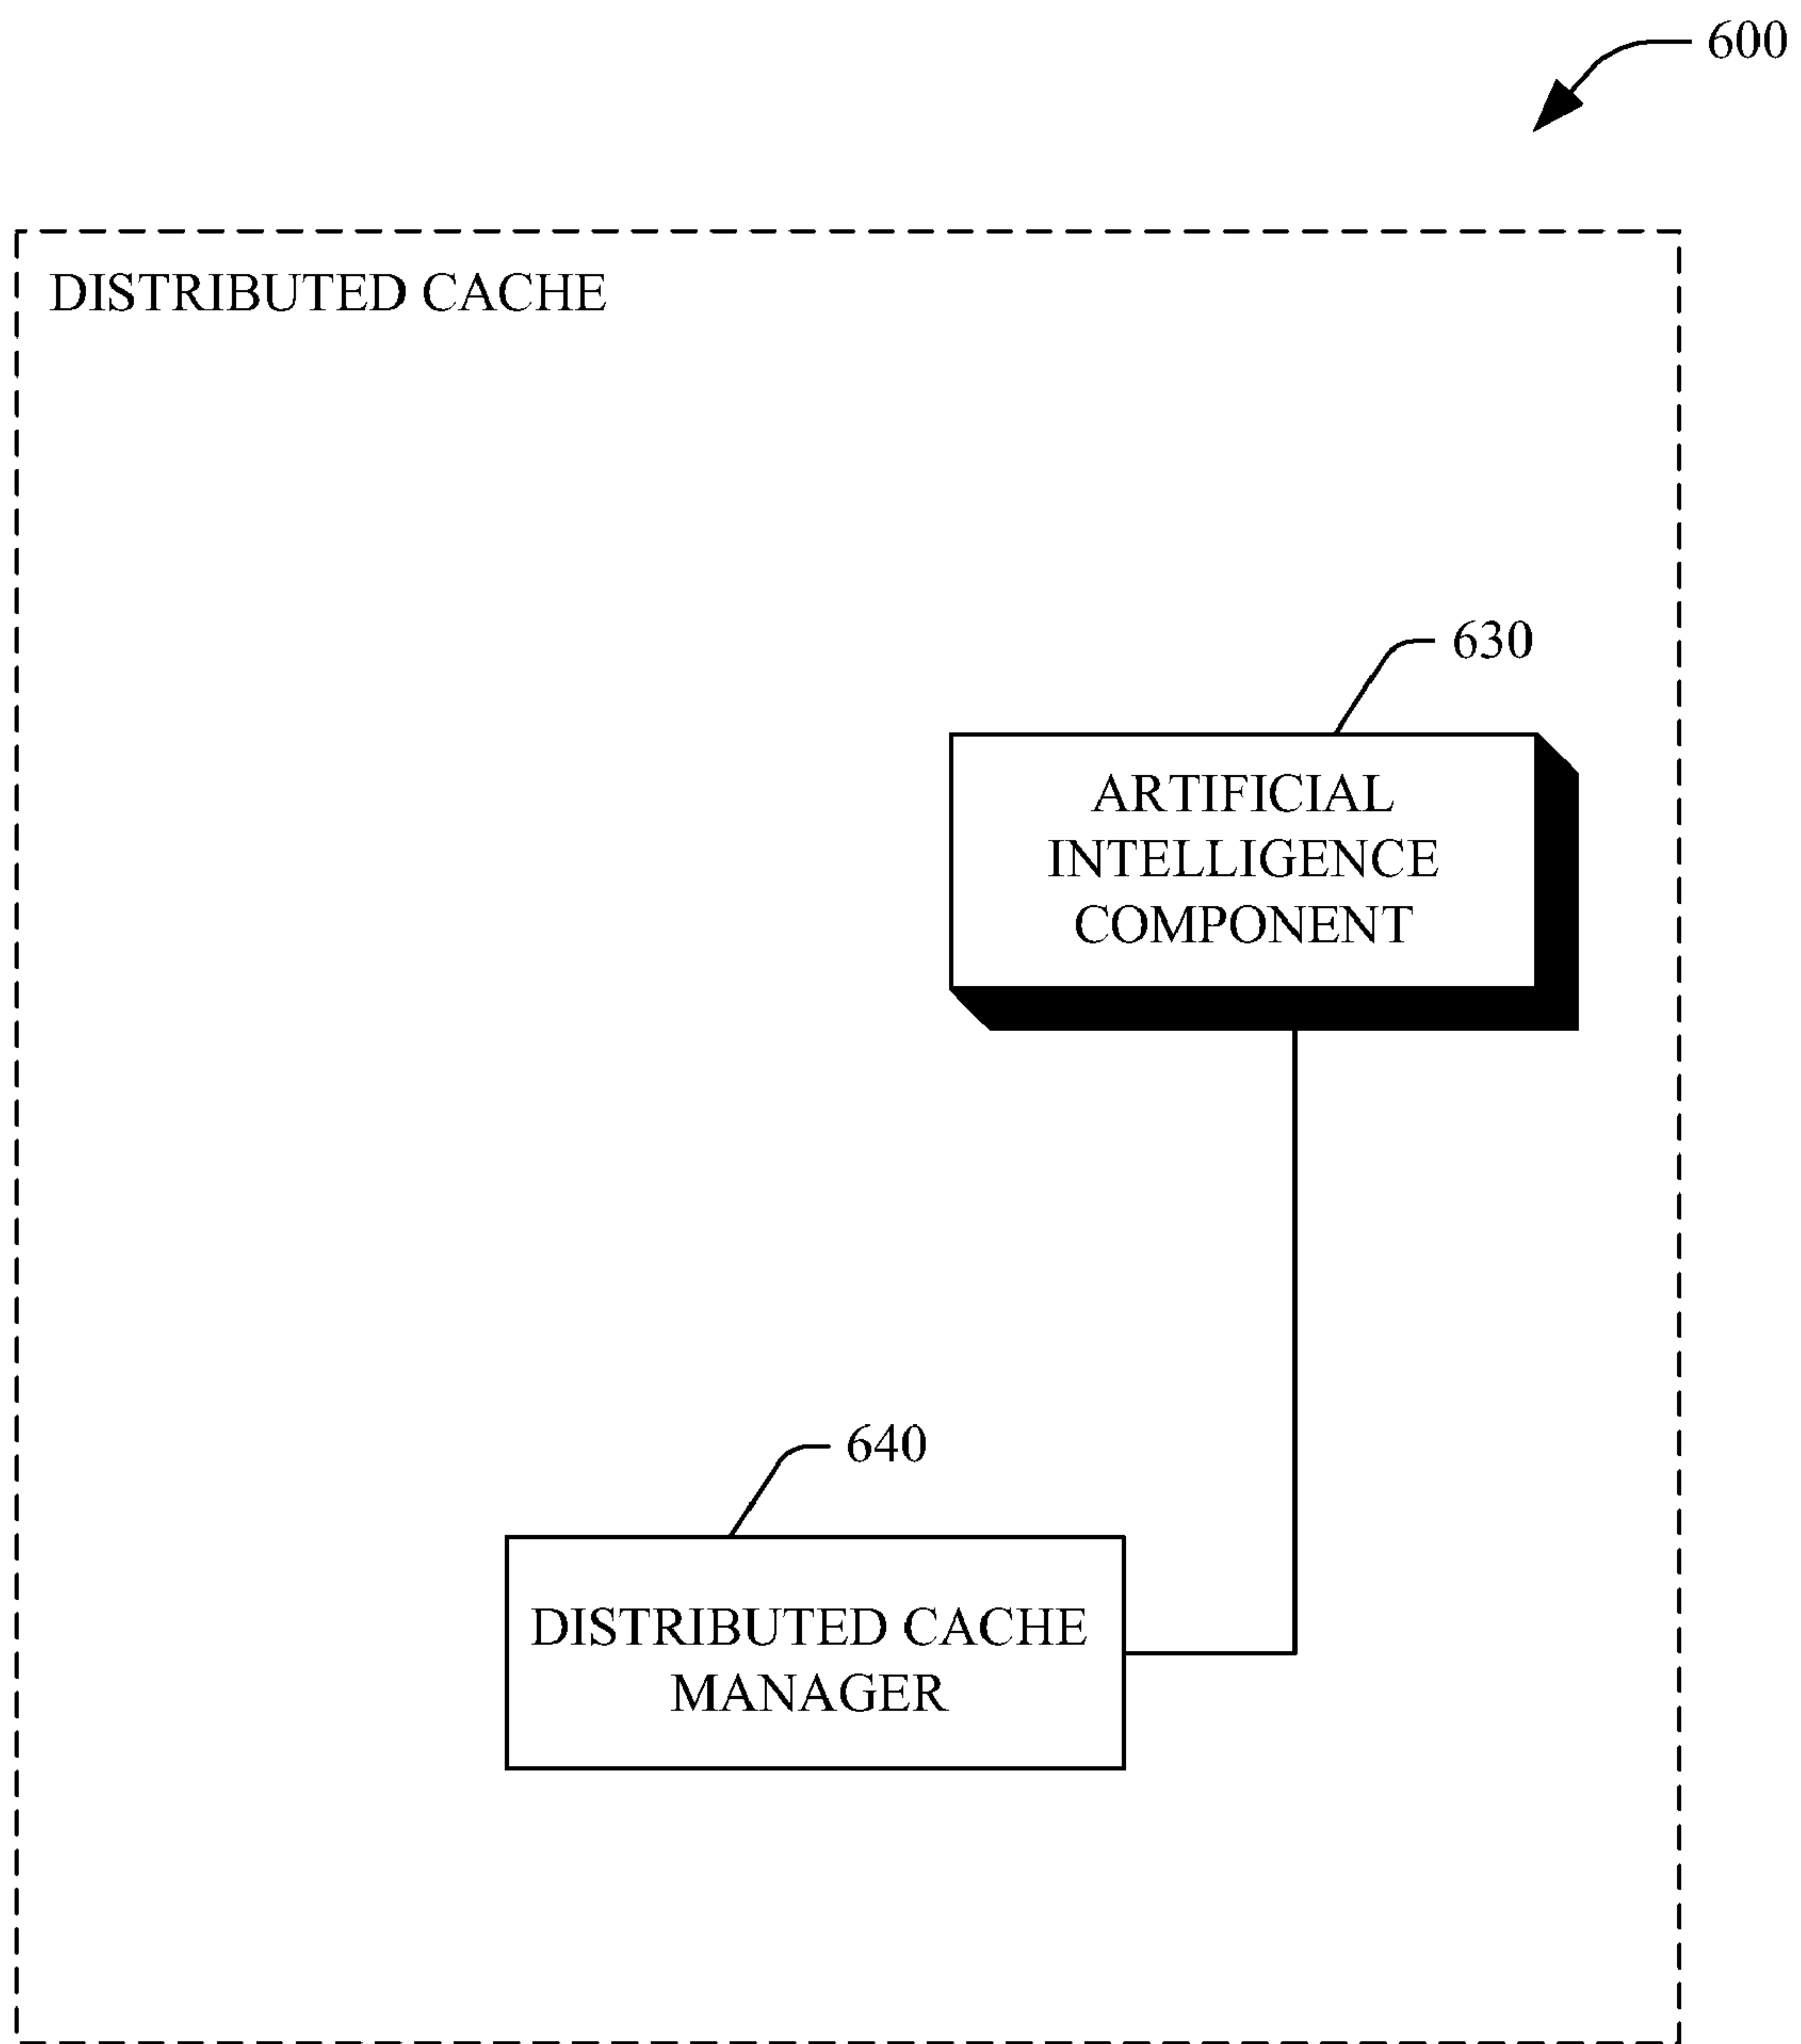 600
DISTRIBUTED CACHE
630
ARTIFICIAL
INTELLIGENCE
COMPONENT
640
DISTRIBUTED CACHE
MANAGER